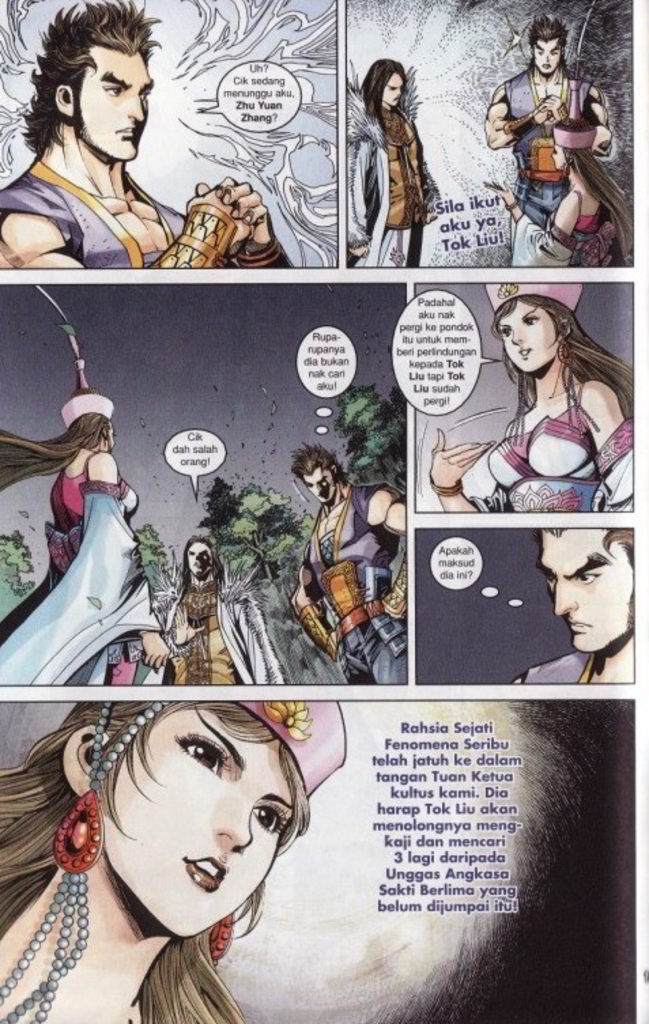 Uh?
Cik sedang
menunggu aku,
Zhu Yuan
Zhang?
Sila ikut
aku ya,
Tok Liu!
Cik
dah salah
orang!
Rupa-
rupanya
dia bukan
nak cari
aku!
Padahal
aku nak
pergi ke pondok
itu untuk mem-
beri perlindungan
kepada Tok
Liu tapi Tok
Liu sudah
pergi!
Apakah
maksud
dia ini?
Rahsia Sejati
Fenomena Seribu
telah jatuh ke dalam
tangan Tuan Ketua
kultus kami. Dia
harap Tok Liu akan
menolongnya meng-
kaji dan mencari
3 lagi daripada
Unggas Angkasa
Sakti Berlima yang
belum dijumpai itu!